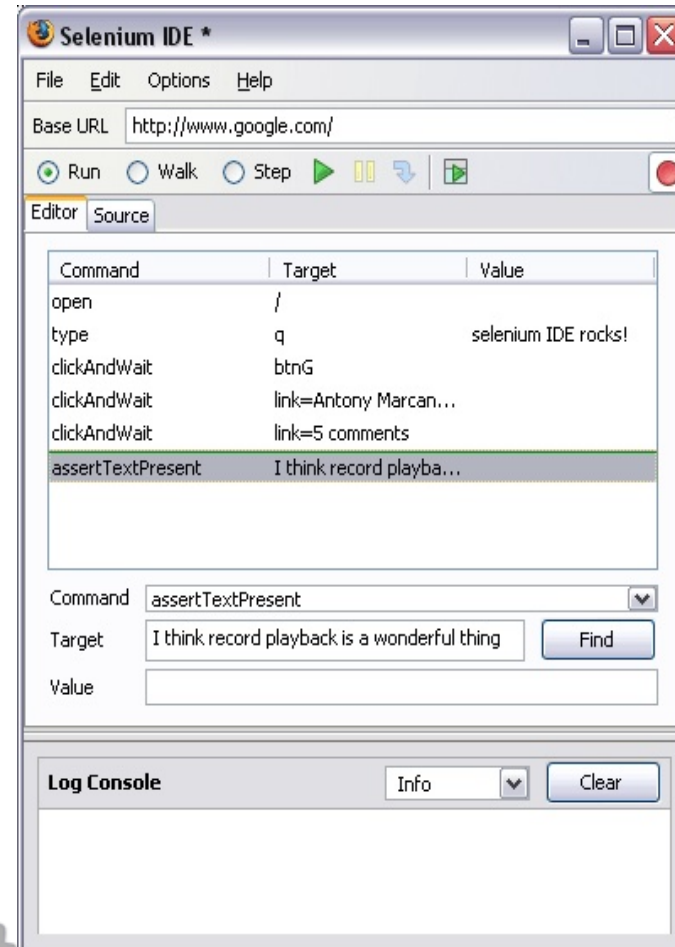 Selenium IDE *
File Edit Options Help
Base URL http://www.google.com/
Run Walk Step
Editor Source
Command Target Value
open /
type q selenium IDE rocks!
clickAndWait btnG
clickAndWait link=Antony Marcan...
clickAndWait link=5 comments
assertTextPresent I think record playba...
Command assertTextPresent
Target I think record playback is a wonderful thing Find
Value
Log Console Info Clear